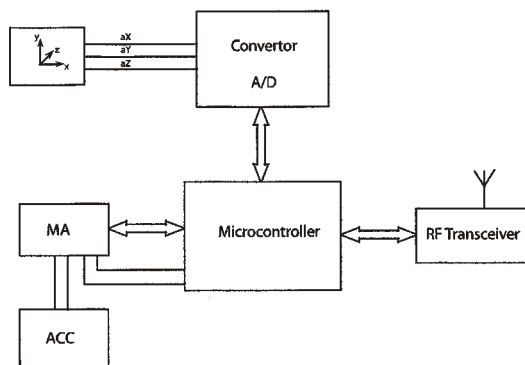 y
z
x
aX
aY
aZ
Convertor
A/D
MA
Microcontroller
RF Transceiver
ACC